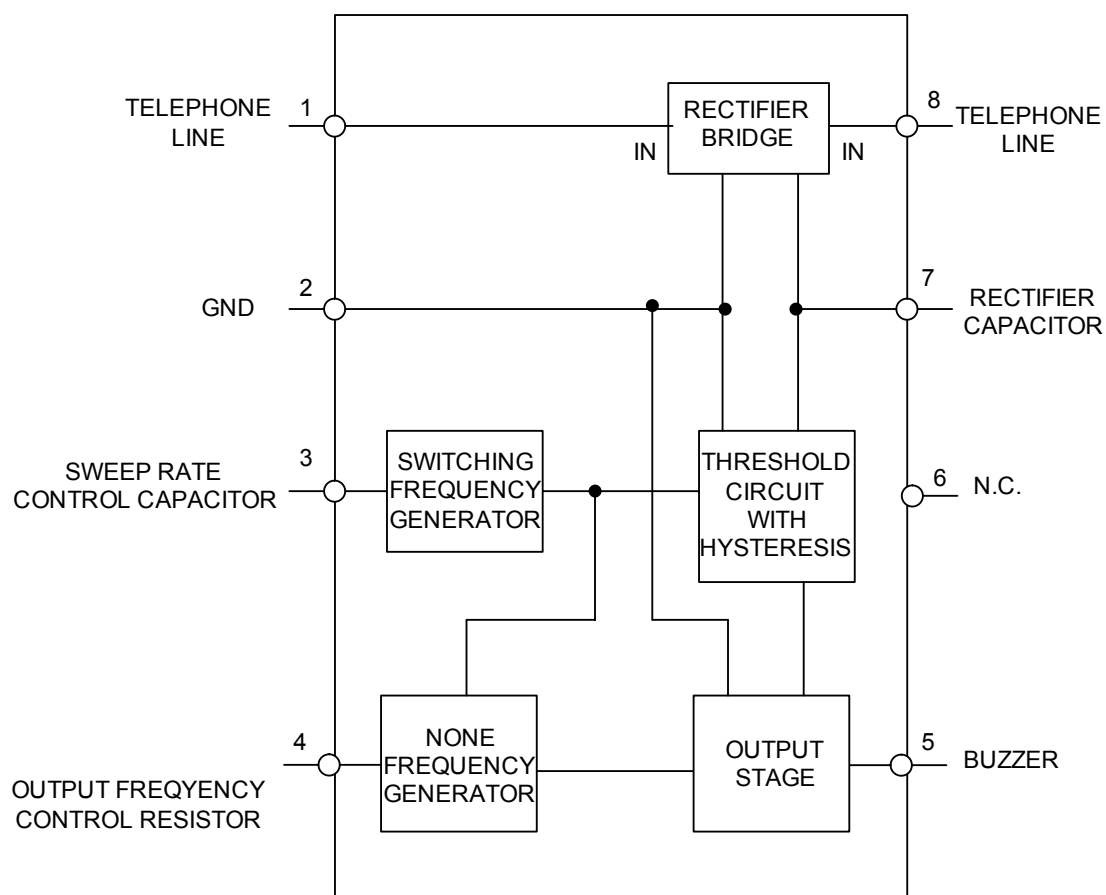 TELEPHONE
LINE
1
RECTIFIER
BRIDGE
IN
IN
8
TELEPHONE
LINE
GND
2
7
RECTIFIER
CAPACITOR
SWEEP RATE
CONTROL CAPACITOR
3
SWITCHING
FREQUENCY
GENERATOR
THRESHOLD
CIRCUIT
WITH
HYSTERESIS
6
N.C.
OUTPUT FREQYENCY
CONTROL RESISTOR
4
NONE
FREQUENCY
GENERATOR
OUTPUT
STAGE
5
BUZZER